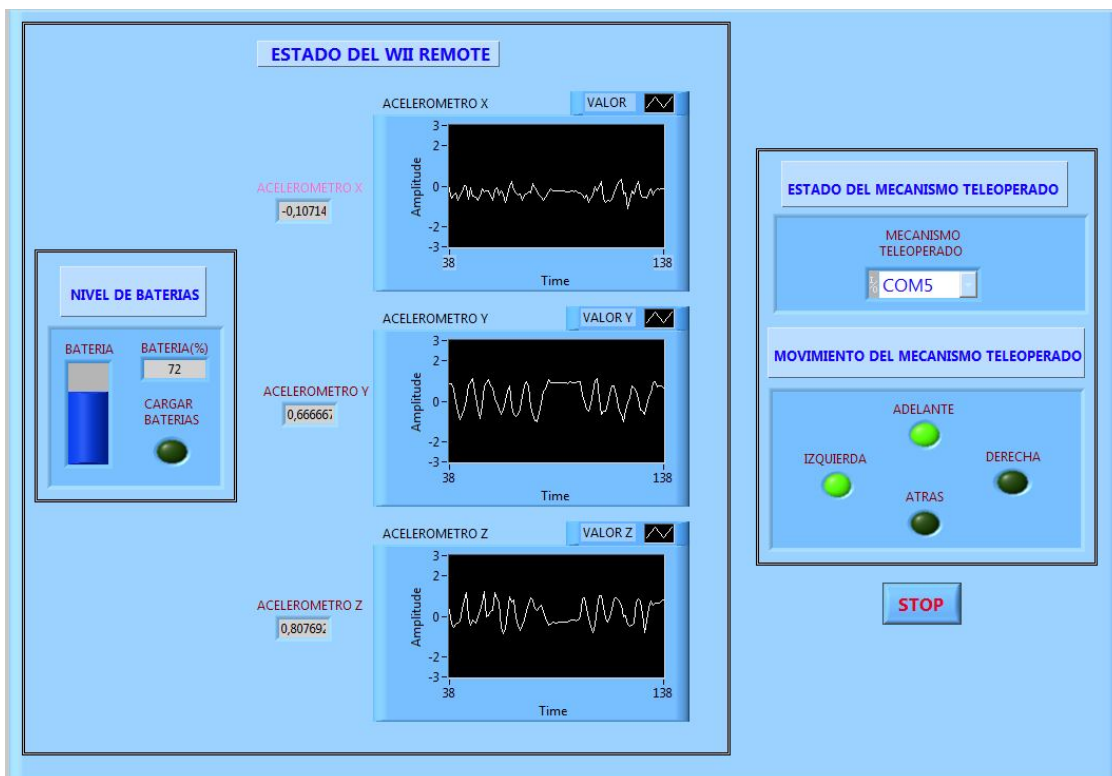 ESTADO DEL WII REMOTE
ACELEROMETRO X
VALOR
3
2
0
-2
-3
Amplitude
38
138
Time
ACELEROMETRO X
-0,10714
NIVEL DE BATERIAS
BATERIA
BATERIA(%)
72
CARGAR
BATERIAS
ACELEROMETRO Y
VALOR Y
3
2
0
-2
-3
Amplitude
38
138
Time
ACELEROMETRO Y
0,666667
ACELEROMETRO Z
VALOR Z
3
2
0
-2
-3
Amplitude
38
138
Time
ACELEROMETRO Z
0,807692
ESTADO DEL MECANISMO TELEOPERADO
MECANISMO
TELEOPERADO
COM5
MOVIMIENTO DEL MECANISMO TELEOPERADO
ADELANTE
IZQUIERDA
DERECHA
ATRAS
STOP